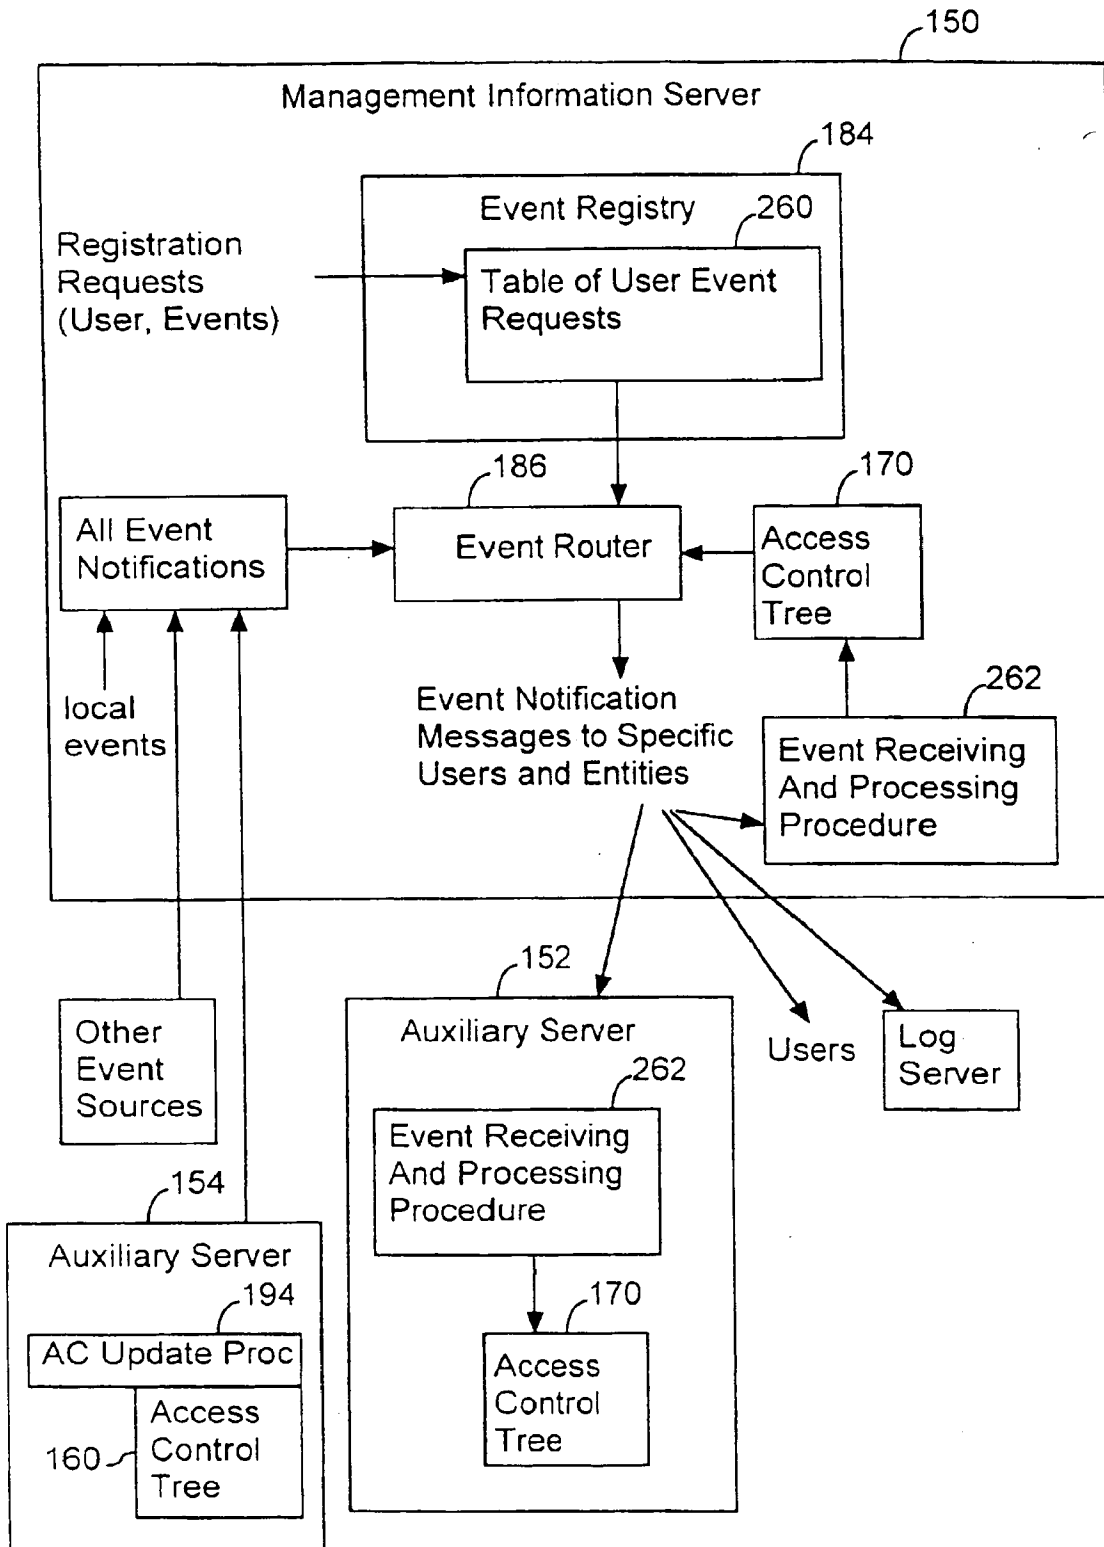 150
Management Information Server
184
Event Registry
260
Registration
Requests
(User, Events)
Table of User Event
Requests
186
170
All Event
Notifications
Event Router
Access
Control
Tree
local
events
Event Notification
Messages to Specific
Users and Entities
262
Event Receiving
And Processing
Procedure
152
Other
Event
Sources
Auxiliary Server
Users
Log
Server
262
Event Receiving
And Processing
Procedure
154
Auxiliary Server
194
AC Update Proc
170
Access
Control
Tree
160
Access
Control
Tree